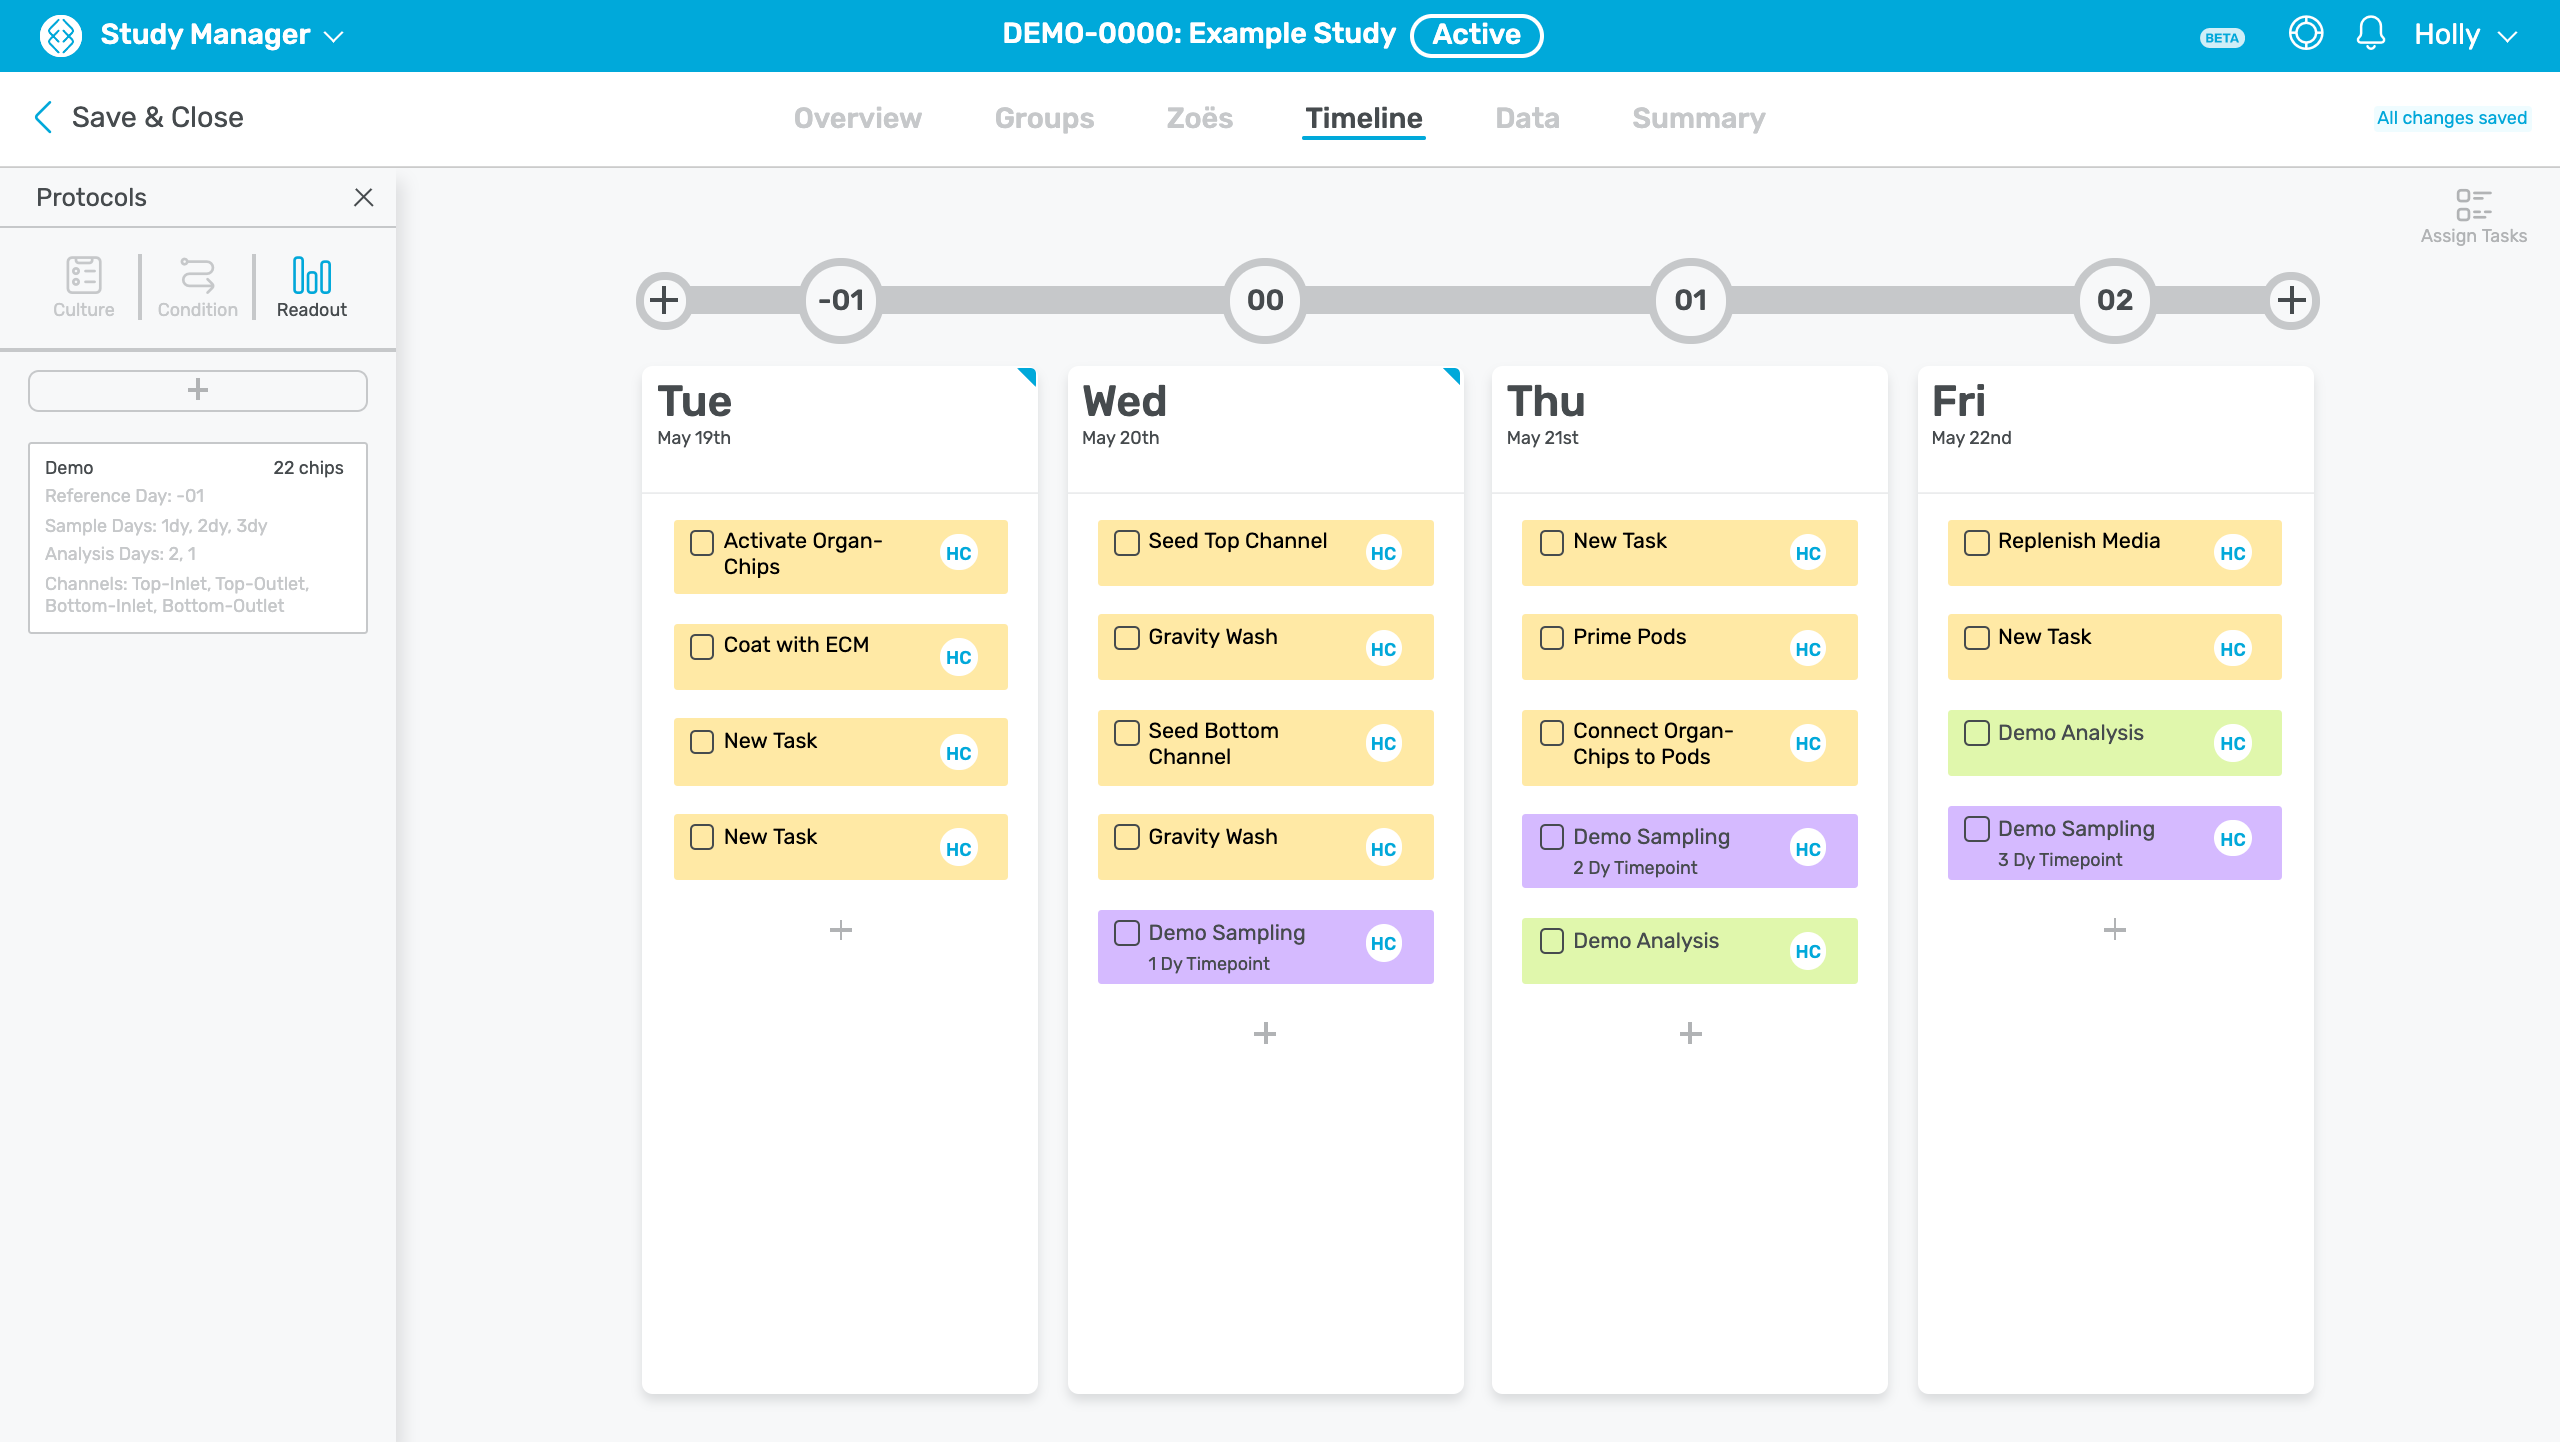 Study Manager
DEMO-0000: Example Study
Active
BETA
Holly
Save & Close
Overview
Groups
Zoës
Timeline
Data
Summary
All changes saved
Protocols
Culture
Condition
Readout
Demo
22 chips
Reference Day: -01
Sample Days: 1dy, 2dy, 3dy
Analysis Days: 2, 1
Channels: Top-Inlet, Top-Outlet,
Bottom-Inlet, Bottom-Outlet
Assign Tasks
-01
00
01
02
Tue
May 19th
Activate Organ-
Chips
HC
Coat with ECM
HC
New Task
HC
New Task
HC
Wed
May 20th
Seed Top Channel
HC
Gravity Wash
HC
Seed Bottom
Channel
HC
Gravity Wash
HC
Demo Sampling
1 Dy Timepoint
HC
Thu
May 21st
New Task
HC
Prime Pods
HC
Connect Organ-
Chips to Pods
HC
Demo Sampling
2 Dy Timepoint
HC
Demo Analysis
HC
Fri
May 22nd
Replenish Media
HC
New Task
HC
Demo Analysis
HC
Demo Sampling
3 Dy Timepoint
HC